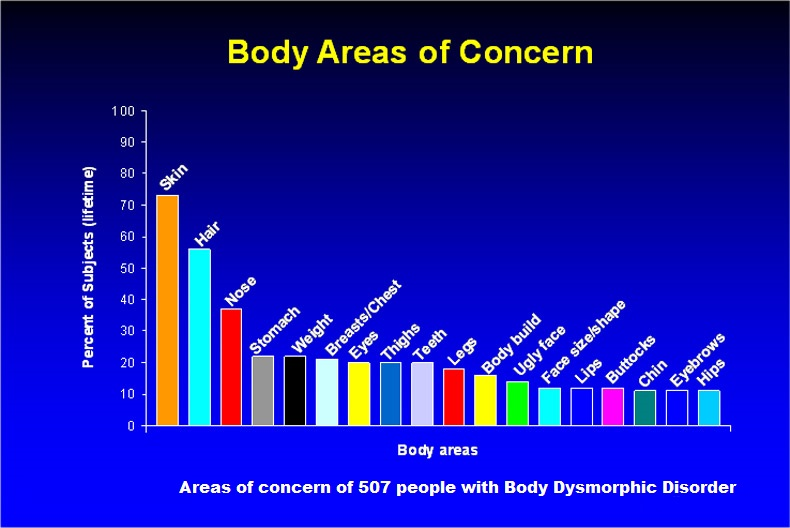 Body Areas of Concern
Percent of Subjects (lifetime)
100
90
80
70
60
50
40
30
20
10
0
Skin
Hair
Nose
Stomach
Weight
Breasts/Chest
Eyes
Thighs
Teeth
Legs
Body build
Ugly face
Face size/shape
Lips
Buttocks
Chin
Eyebrows
Hips
Body areas
Areas of concern of 507 people with Body Dysmorphic Disorder